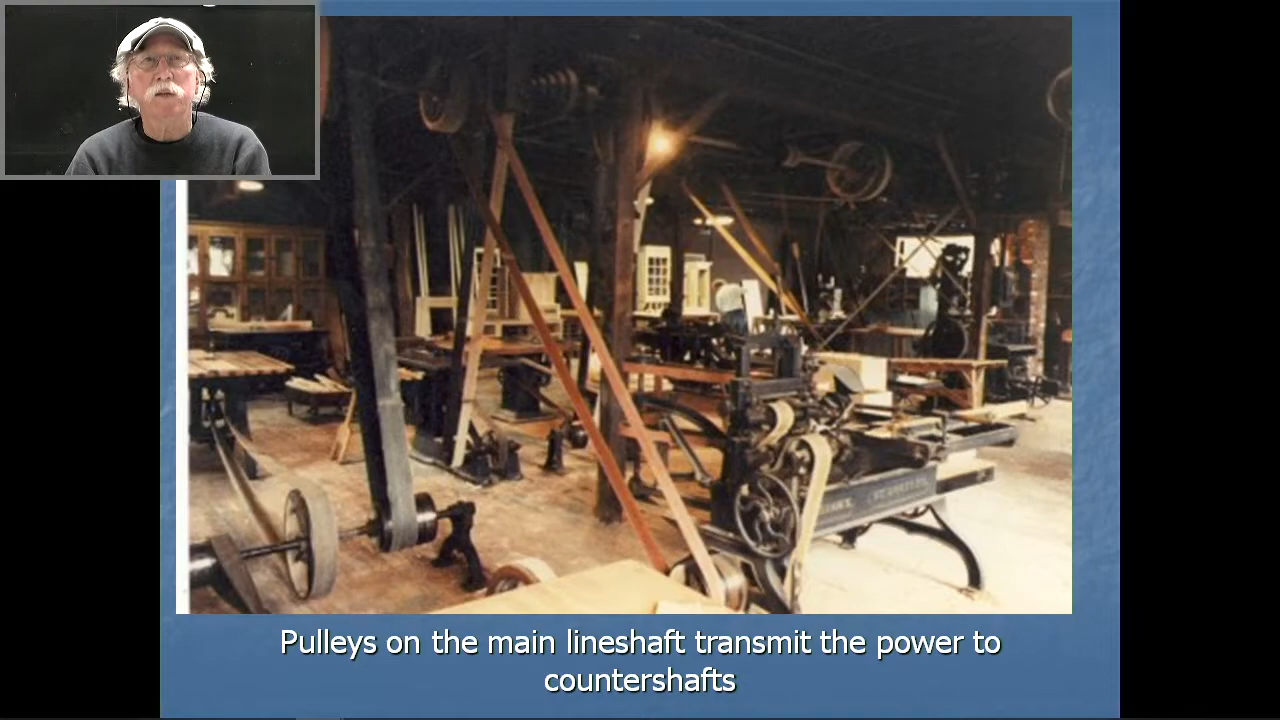 Pulleys on the main lineshaft transmit the power to
countershafts